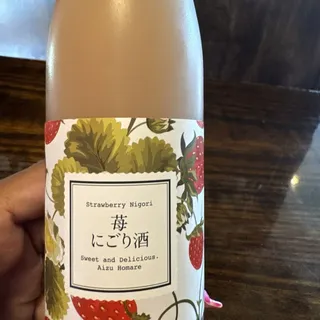 Strawberry Nigori
苺
にごり酒
Sweet and Delicious.
Aizu Homare